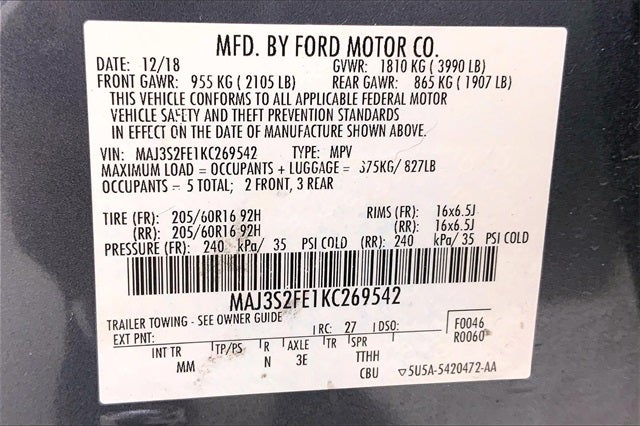 MFD. BY FORD MOTOR CO.
DATE: 12/18 GVWR: 1810 KG ( 3990 LB)
FRONT GAWR: 955 KG ( 2105 LB) REAR GAWR: 865 KG ( 1907 LB)
THIS VEHICLE CONFORMS TO ALL APPLICABLE FEDERAL MOTOR
VEHICLE SAFETY AND THEFT PREVENTION STANDARDS
IN EFFECT ON THE DATE OF MANUFACTURE SHOWN ABOVE.
VIN: MAJ3S2FE1KC269542 TYPE: MPV
MAXIMUM LOAD = OCCUPANTS + LUGGAGE = 375KG/ 827LB
OCCUPANTS = 5 TOTAL; 2 FRONT, 3 REAR
TIRE (FR): 205/60R16 92H RIMS (FR): 16x6.5J
(RR): 205/60R16 92H (RR): 16x6.5J
PRESSURE (FR): 240 kPa/ 35 PSI COLD (RR): 240 kPa/ 35 PSI COLD
MAJ3S2FE1KC269542
TRAILER TOWING - SEE OWNER GUIDE
EXT PNT: RC: 27 DSO: F0046
R0060
INT TR TP/PS R AXLE TR SPR
MM N 3E TTHH
CBU ▽5U5A-5420472-AA